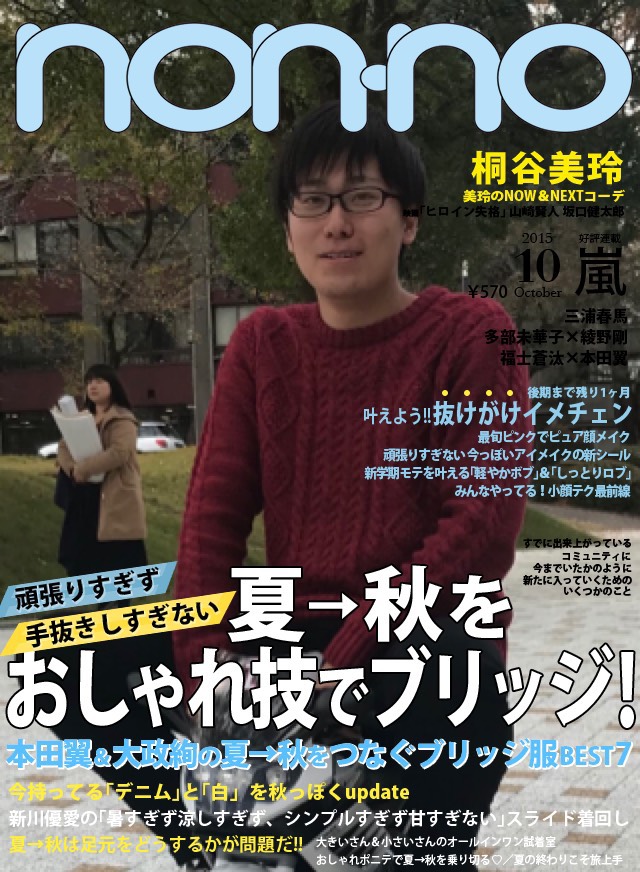 non-no
桐谷美玲
美玲のNOW&NEXTコーデ
「ヒロイン失格」山﨑賢人 坂口健太郎
2015
10
October
¥570
好評連載
嵐
三浦春馬
多部未華子×綾野剛
福士蒼汰×本田翼
後期まで残り1ヶ月
叶えよう!!抜けがけイメチェン
最旬ピンクでピュア顔メイク
頑張りすぎない今っぽいアイメイクの新シール
新学期モテを叶える「軽やかボブ」&「しっとりロブ」
みんなやってる！小顔テク最前線
すでに出来上がっている
コミュニティに
今までいたかのように
新たに入っていくための
いくつかのこと
頑張りすぎず
手抜きしすぎない
夏→秋を
おしゃれ技でブリッジ!
本田翼&大政絢の夏→秋をつなぐブリッジ服BEST7
今持ってる「デニム」と「白」を秋っぽくupdate
新川優愛の「暑すぎず涼しすぎず、シンプルすぎず甘すぎない」スライド着回し
夏→秋は足元をどうするかが問題だ!!
大きいさん&小さいさんのオールインワン試着室
おしゃれポニテで夏→秋を乗り切る♡／夏の終わりこそ旅上手